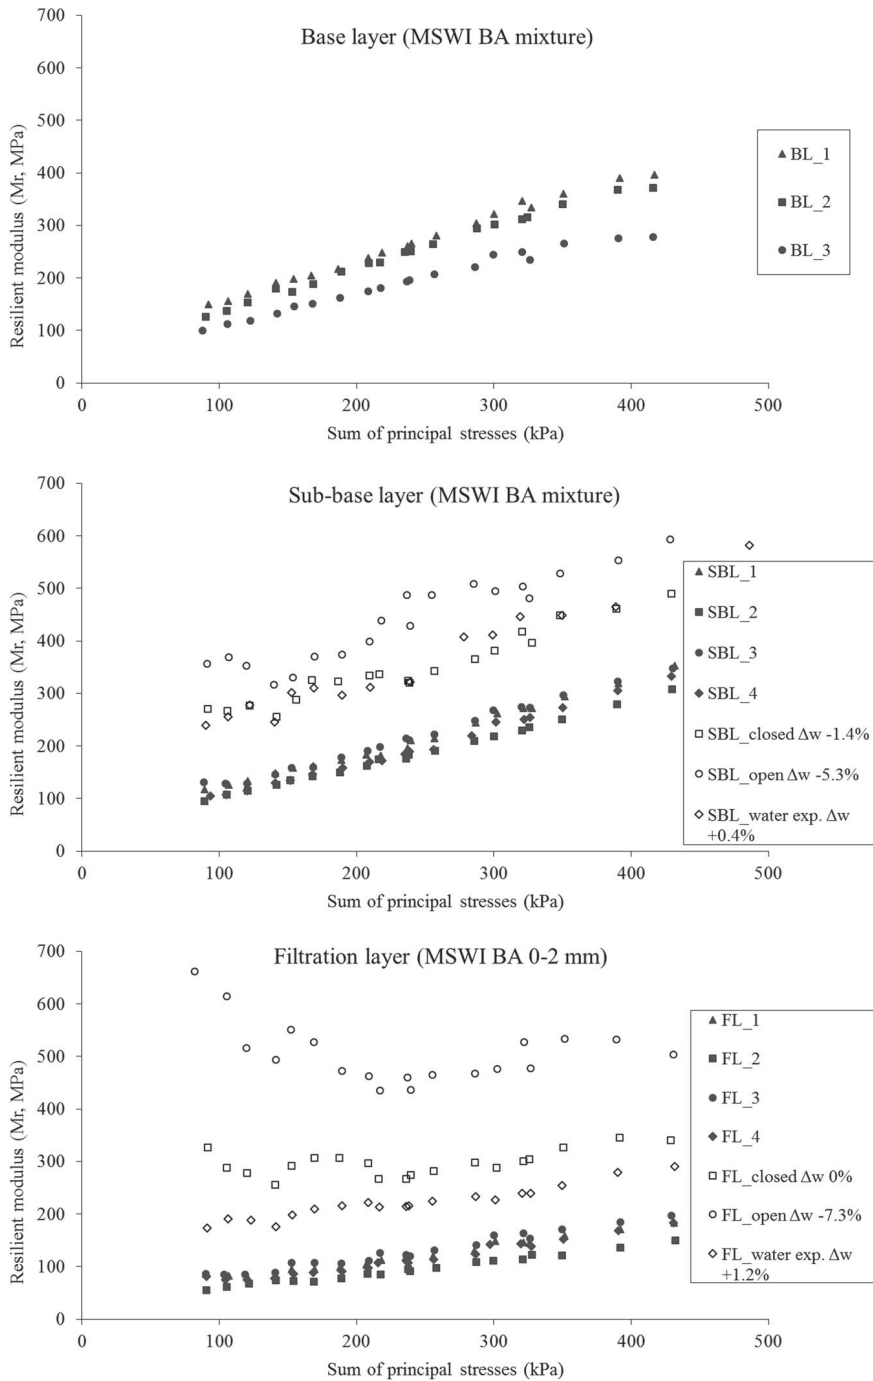 700
Base layer (MSWI BA mixture)
600
500
400
300
200
100
0
Resilient modulus (Mr, MPa)
BL_1
BL_2
BL_3
0 100 200 300 400 500
Sum of principal stresses (kPa)
700
Sub-base layer (MSWI BA mixture)
600
500
400
300
200
100
0
Resilient modulus (Mr, MPa)
SBL_1
SBL_2
SBL_3
SBL_4
SBL_closed Δw -1.4%
SBL_open Δw -5.3%
SBL_water exp. Δw
+0.4%
0 100 200 300 400 500
Sum of principal stresses (kPa)
700
Filtration layer (MSWI BA 0-2 mm)
600
500
400
300
200
100
0
Resilient modulus (Mr, MPa)
FL_1
FL_2
FL_3
FL_4
FL_closed Δw 0%
FL_open Δw -7.3%
FL_water exp. Δw
+1.2%
0 100 200 300 400 500
Sum of principal stresses (kPa)